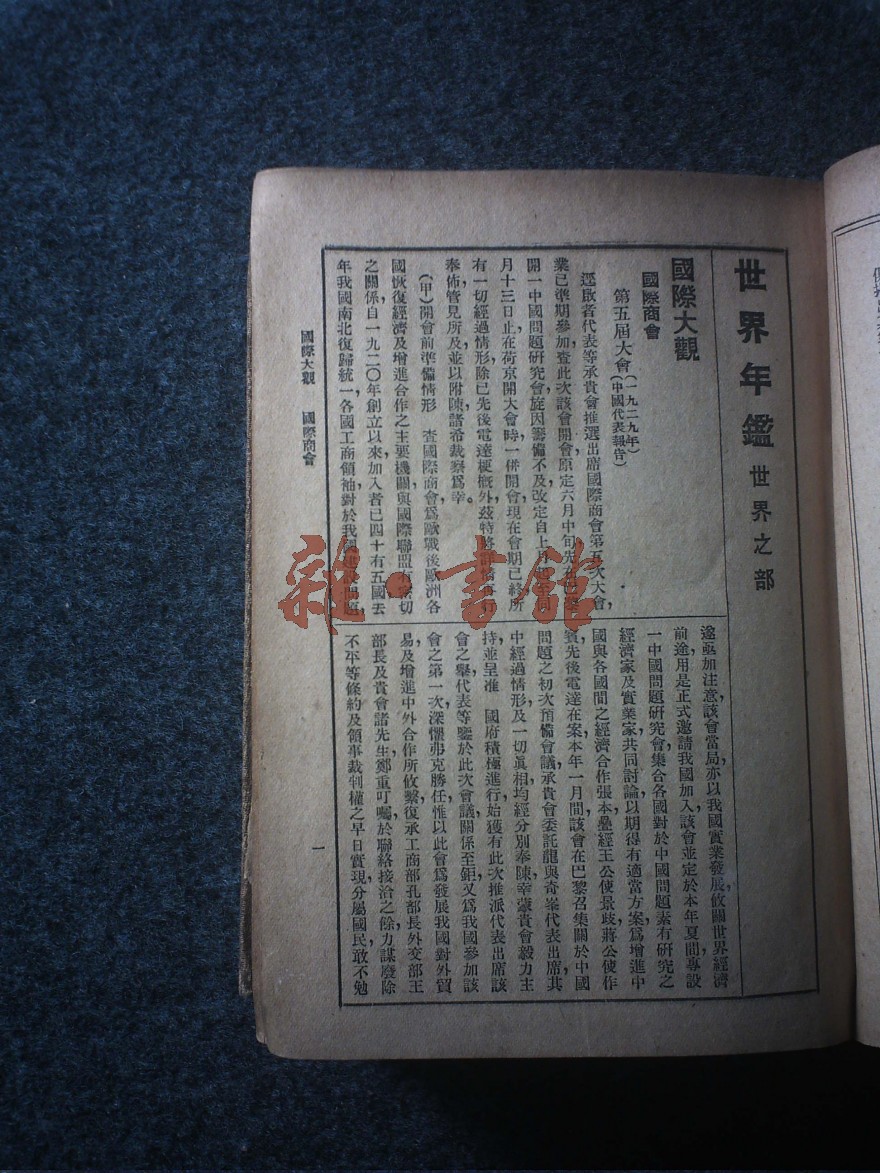 世界年鑑 世界之部
國際大觀
國際商會
第五屆大會(一九二九年)(中國代表報告)
逕啟者代表等承貴會推選出席國際商會第五次大會,
業已準期參加查此次該會開會原定六月中旬先在巴黎
開一中國問題研究會旋因籌備不及改定自上月
月十三日止在荷京開大會時一併開會現在會期已終所
有一切經過情形除已先後電達梗概外茲特將詳情再行
奉佈管見所及並以附陳諸希裁察爲幸。
(甲)開會前準備情形 查國際商會爲歐戰後歐洲各
國恢復經濟及增進合作之主要機關與國際聯盟有密切
之關係自一九二〇年創立以來加入者已四十有五國去
年我國南北復歸統一,各國工商領袖對於我國建設問題,
遂亟加注意該會當局,亦以我國實業發展,攸關世界經濟
前途用是正式邀請我國加入該會並定於本年夏間專設
一中國問題研究會集合各國對於中國問題素有研究之
經濟家及實業家共同討論以期得有適當方案爲增進中
國與各國間之經濟合作張本疊經王公使景歧蔣公使作
賓先後電達在案本年一月間該會在巴黎召集關於中國
問題之初次預備會議承貴會委託龍與奇峯代表出席其
中經過情形及一切眞相均經分別奉陳幸蒙貴會毅力主
持並呈准 國府積極進行,始獲有此次推派代表出席該
會之舉代表等鑑於此次會議關係至鉅又爲我國參加該
會之第一次深懼弗克勝任惟以此會爲發展我國對外貿
易及增進中外合作所攸繫,復承工商部孔部長外交部王
部長及貴會諸先生鄭重叮囑,於聯絡接洽之餘力謀廢除
不平等條約及領事裁判權之早日實現,分屬國民敢不勉
國際大觀 國際商會
一
雜·書館